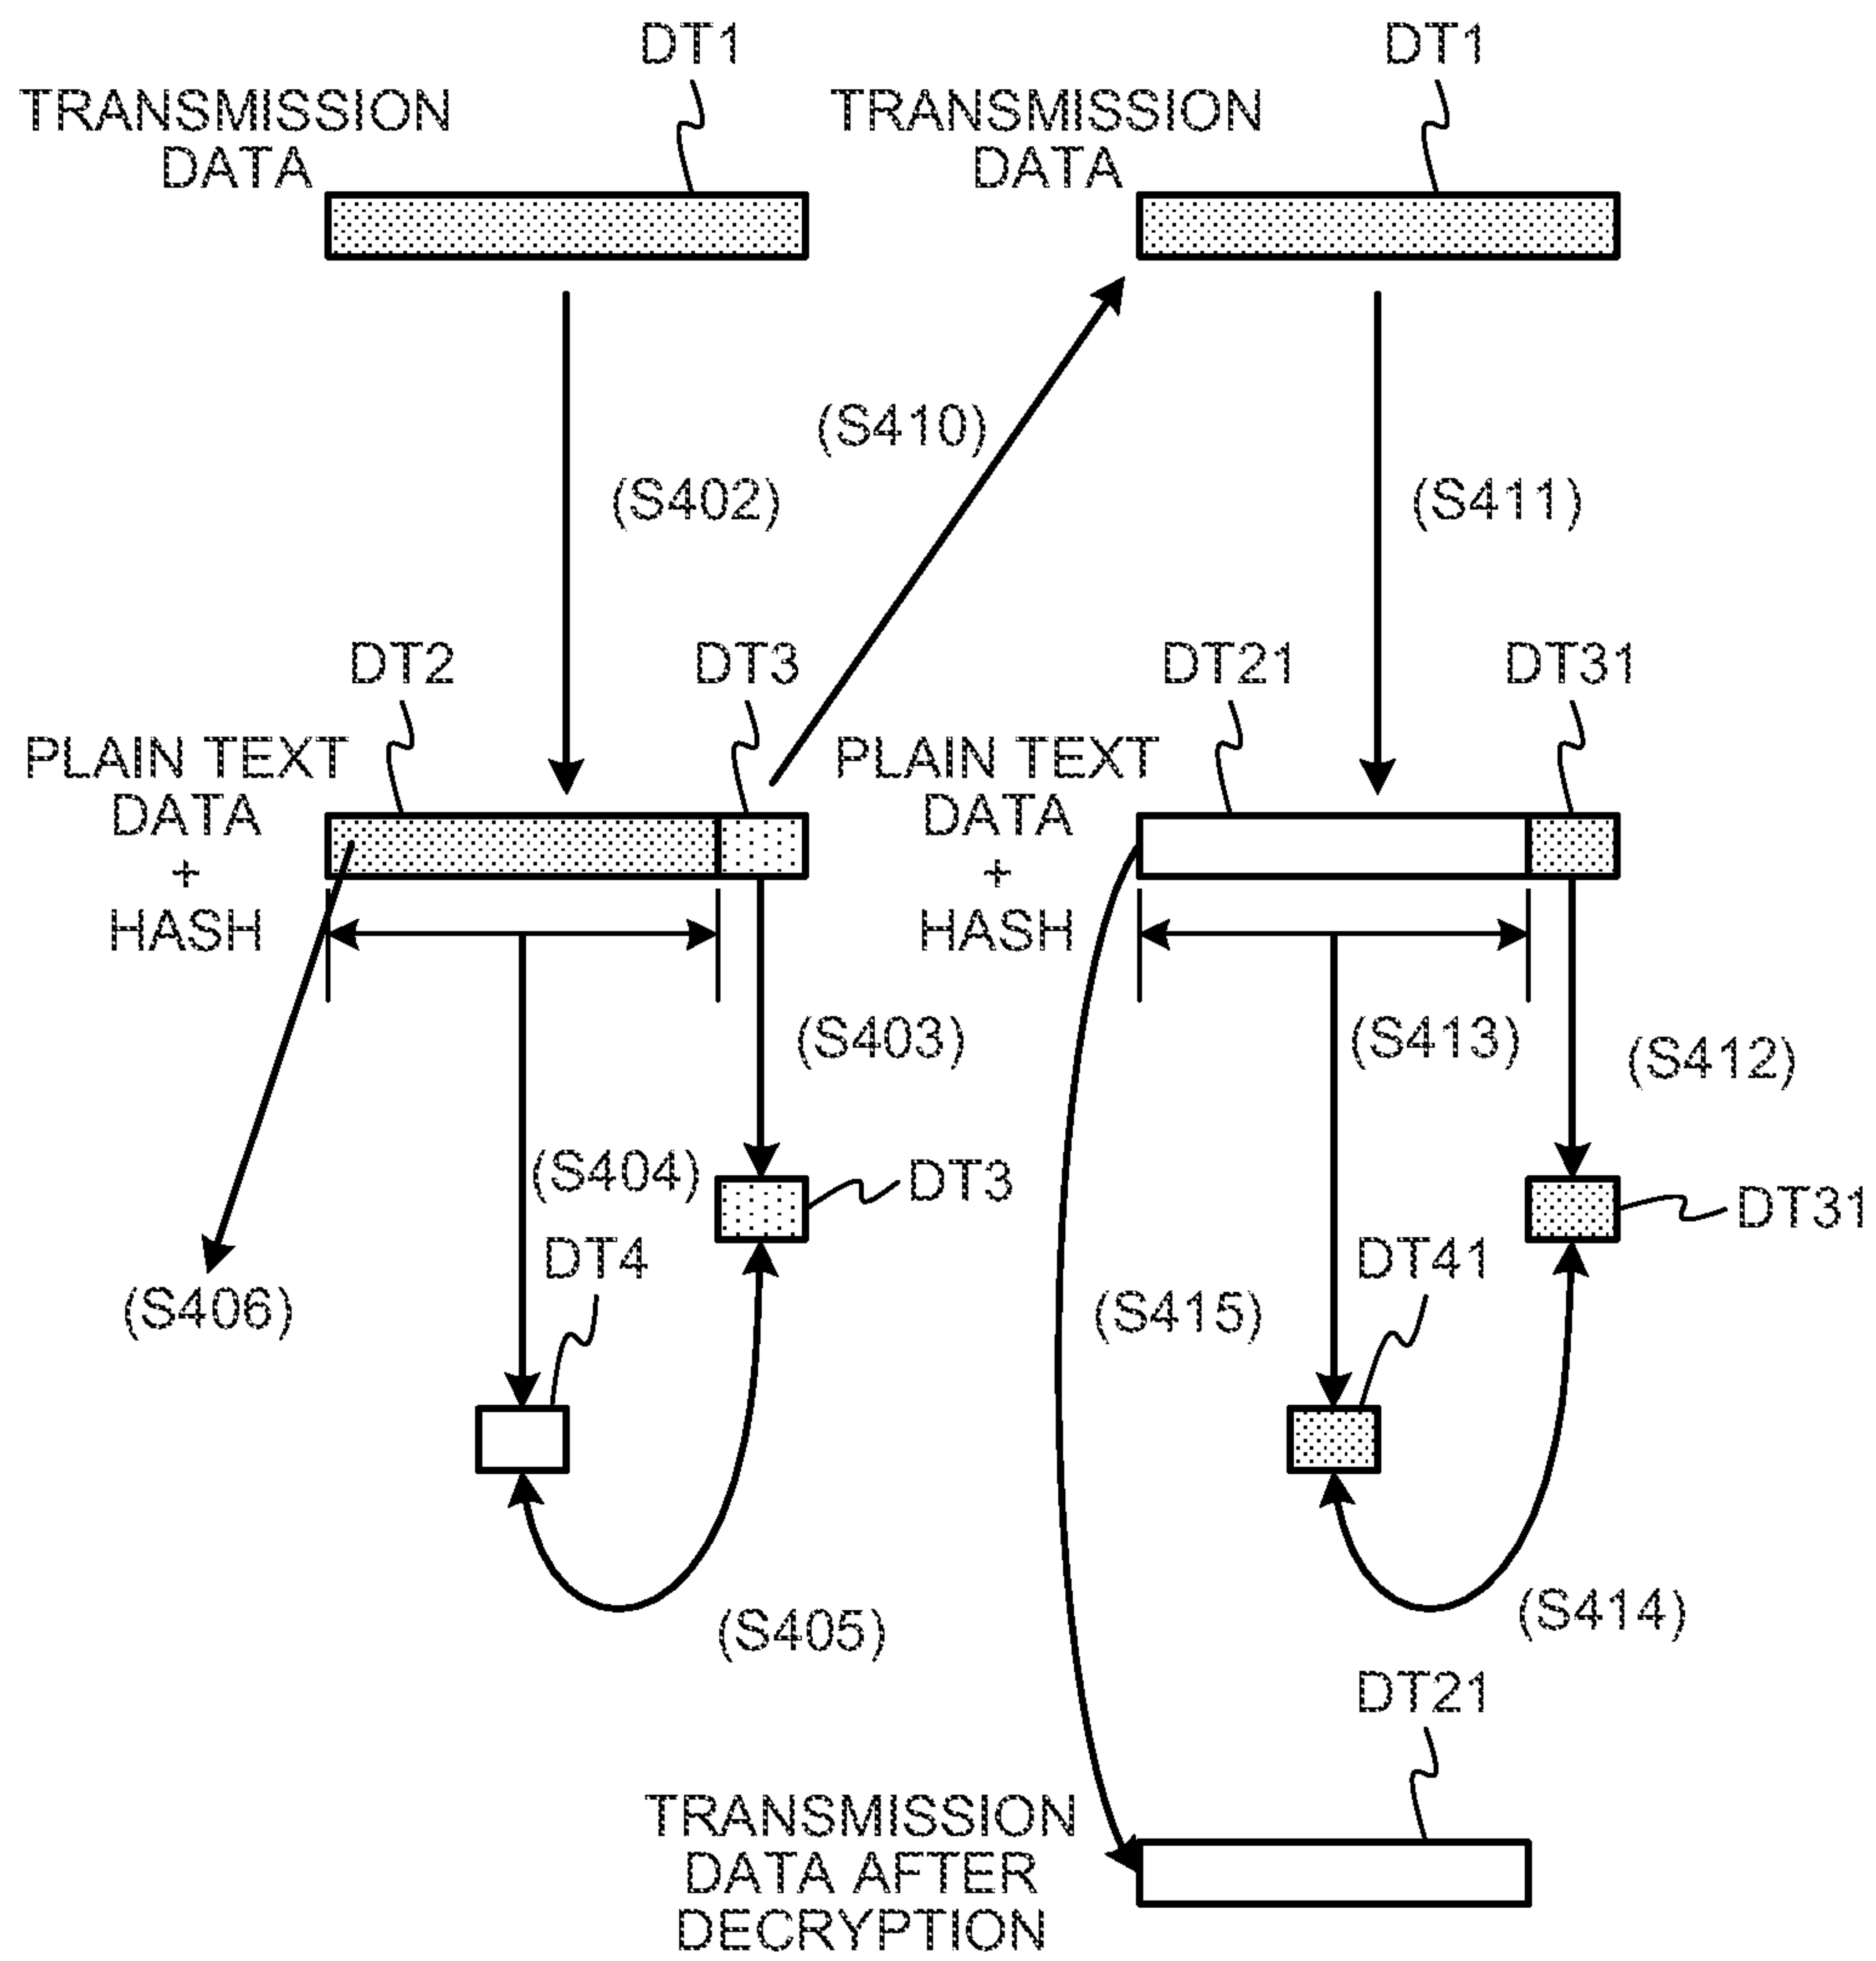 DT1
DT1
TRANSMISSION
DATA
TRANSMISSION
DATA
(S410)
(S402)
(S411)
DT2
DT3
DT21
DT31
PLAIN TEXT
DATA
+
HASH
PLAIN TEXT
DATA
+
HASH
(S403)
(S413)
(S412)
(S404)
DT3
DT31
DT4
DT41
(S406)
(S415)
(S405)
(S414)
DT21
TRANSMISSION
DATA AFTER
DECRYPTION